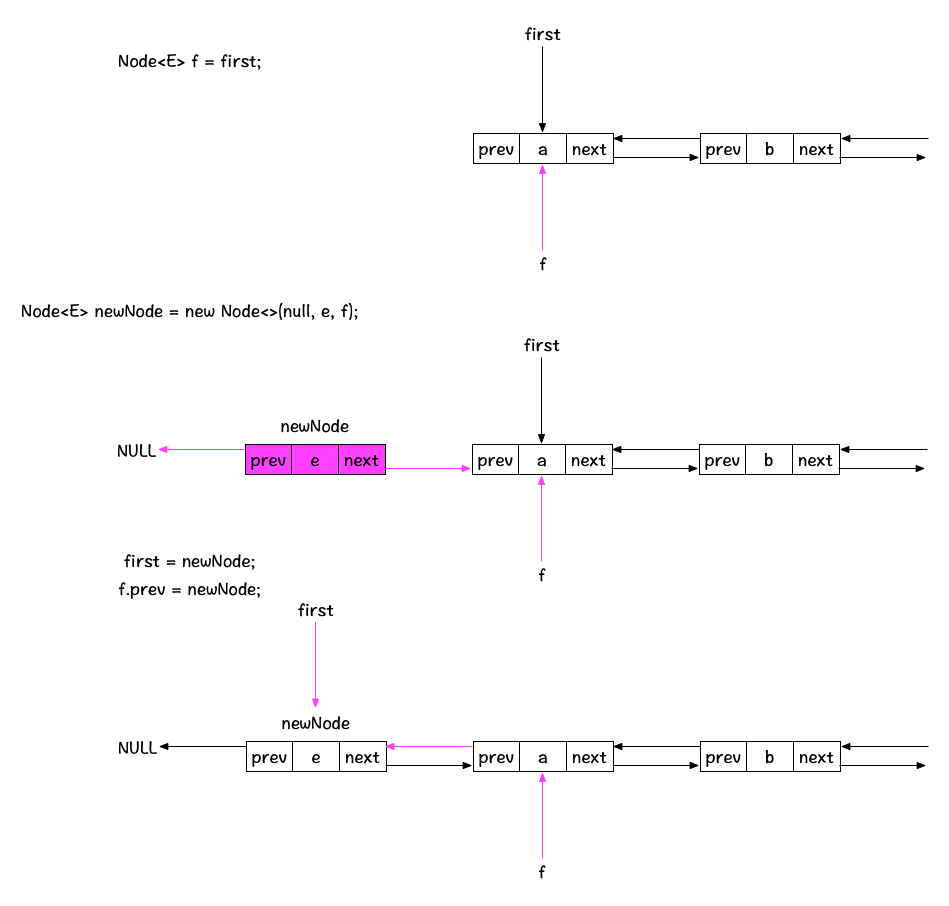 first
Node<E> f = first;
prev a next prev b next
f
Node<E> newNode = new Node<>(null, e, f);
first
newNode
NULL prev e next prev a next prev b next
f
first = newNode;
f.prev = newNode;
first
newNode
NULL prev e next prev a next prev b next
f